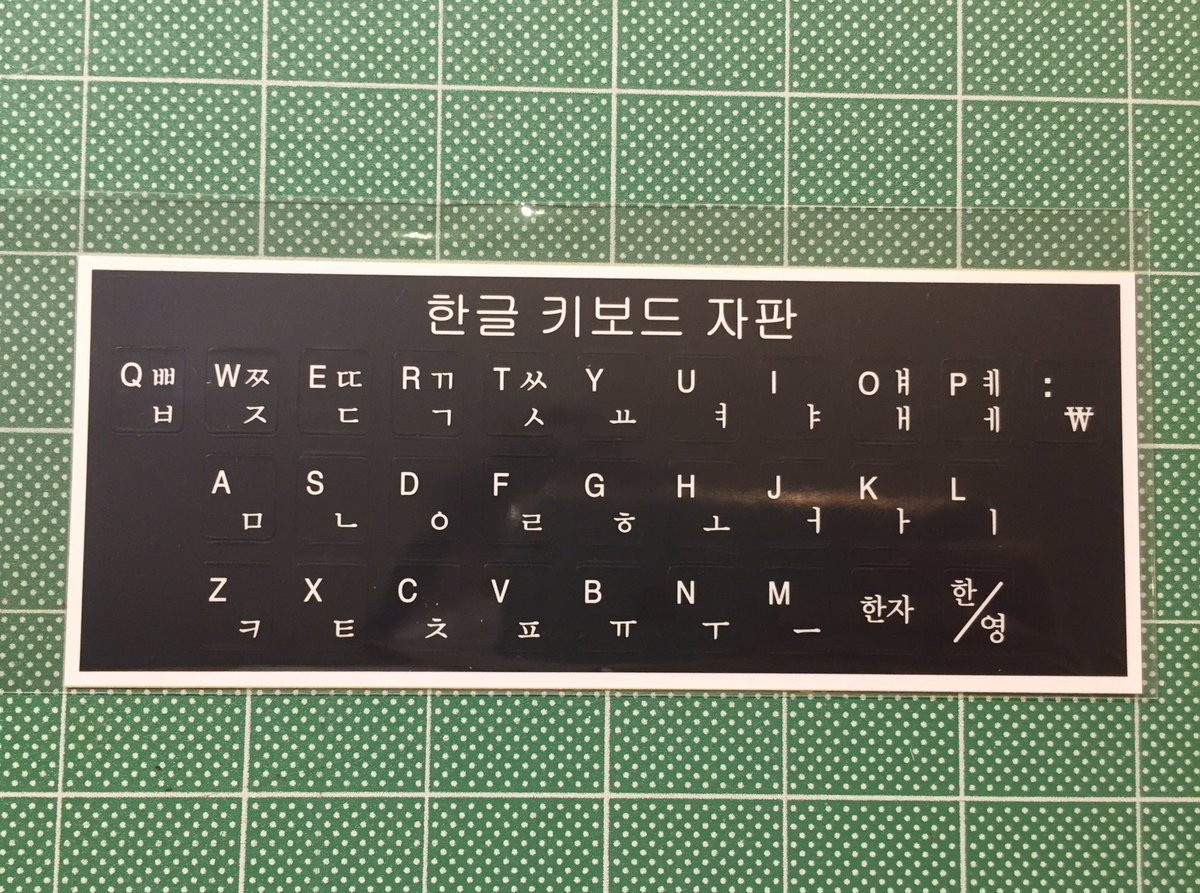 한글 키보드 자판
Q ㅃ W ㅉ E ㄸ R ㄲ T ㅆ Y U I O ㅒ P ㅖ :
ㅂ ㅈ ㄷ ㄱ ㅅ ㅛ ㅕ ㅑ ㅐ ㅔ ₩
A S D F G H J K L
ㅁ ㄴ ㅇ ㄹ ㅎ ㅗ ㅓ ㅏ ㅣ
Z X C V B N M 한자 한/영
ㅋ ㅌ ㅊ ㅍ ㅠ ㅜ ㅡ